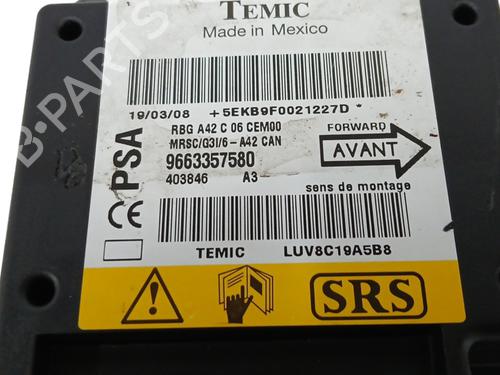 TEMIC
Made in Mexico
19/03/08 +5EKB9F0021227D *
PSA
RBG A42 C 06 CEM00
MRSC/G3I/6- A42 CAN
9663357580
403846 A3-
FORWARD
AVANT
sens de montage
CE
TEMIC LUV8C19A5B8
SRS